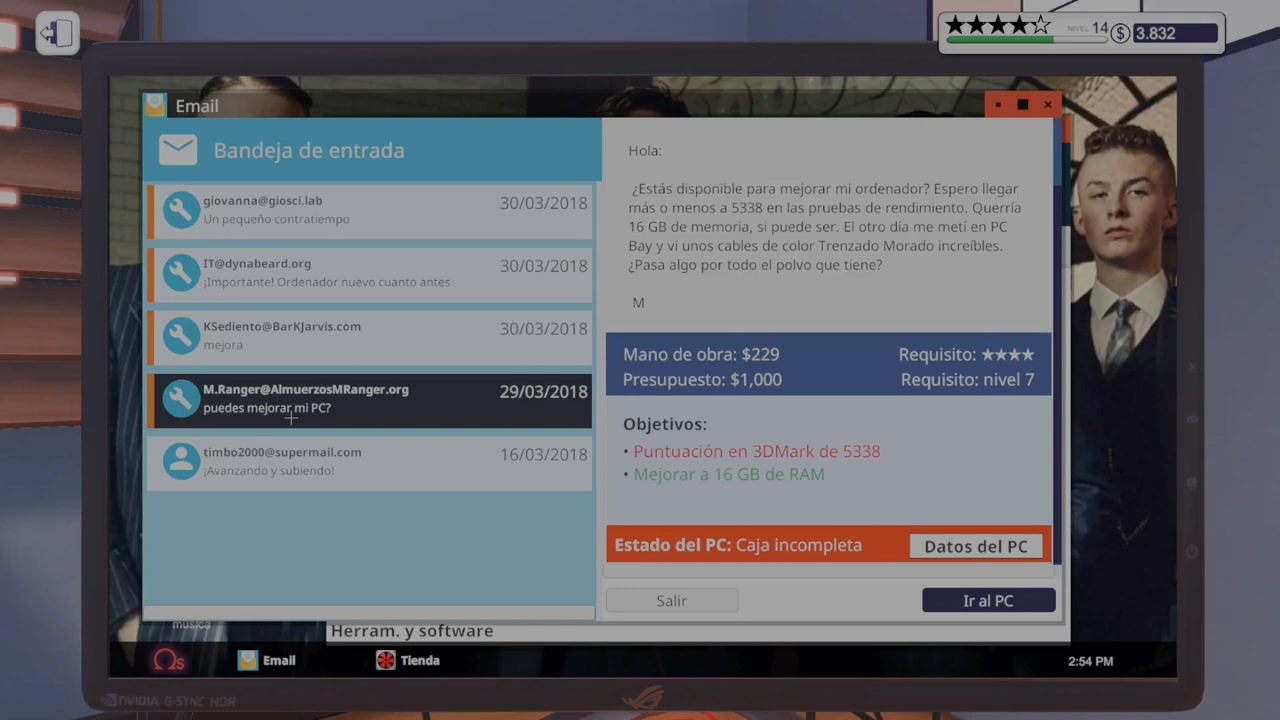 ★★★★☆ NIVEL 14 $ 3.832
Email
Bandeja de entrada
giovanna@giosci.lab
Un pequeño contratiempo
30/03/2018
IT@dynabeard.org
¡Importante! Ordenador nuevo cuanto antes
30/03/2018
KSediento@BarKJarvis.com
mejora
30/03/2018
M.Ranger@AlmuerzosMRanger.org
puedes mejorar mi PC?
29/03/2018
timbo2000@supermail.com
¡Avanzando y subiendo!
16/03/2018
Hola:
¿Estás disponible para mejorar mi ordenador? Espero llegar
más o menos a 5338 en las pruebas de rendimiento. Querría
16 GB de memoria, si puede ser. El otro día me metí en PC
Bay y vi unos cables de color Trenzado Morado increíbles.
¿Pasa algo por todo el polvo que tiene?
M
Mano de obra: $229
Requisito: ★★★★
Presupuesto: $1,000
Requisito: nivel 7
Objetivos:
• Puntuación en 3DMark de 5338
• Mejorar a 16 GB de RAM
Estado del PC: Caja incompleta
Datos del PC
Salir
Ir al PC
música
Herram. y software
Ωs
Email
Tienda
2:54 PM
NVIDIA G-SYNC HDR